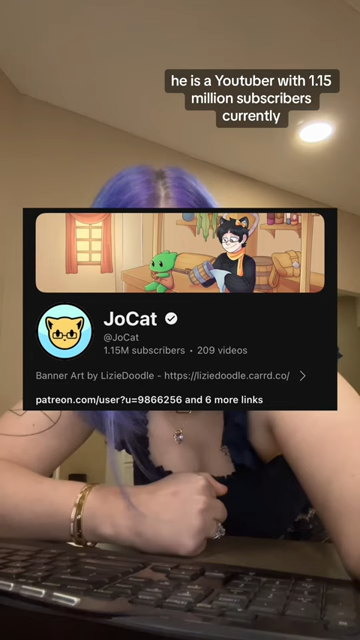 he is a Youtuber with 1.15
million subscribers
currently
JoCat
@JoCat
1.15M subscribers • 209 videos
Banner Art by LizieDoodle - https://liziedoodle.carrd.co/
patreon.com/user?u=9866256 and 6 more links